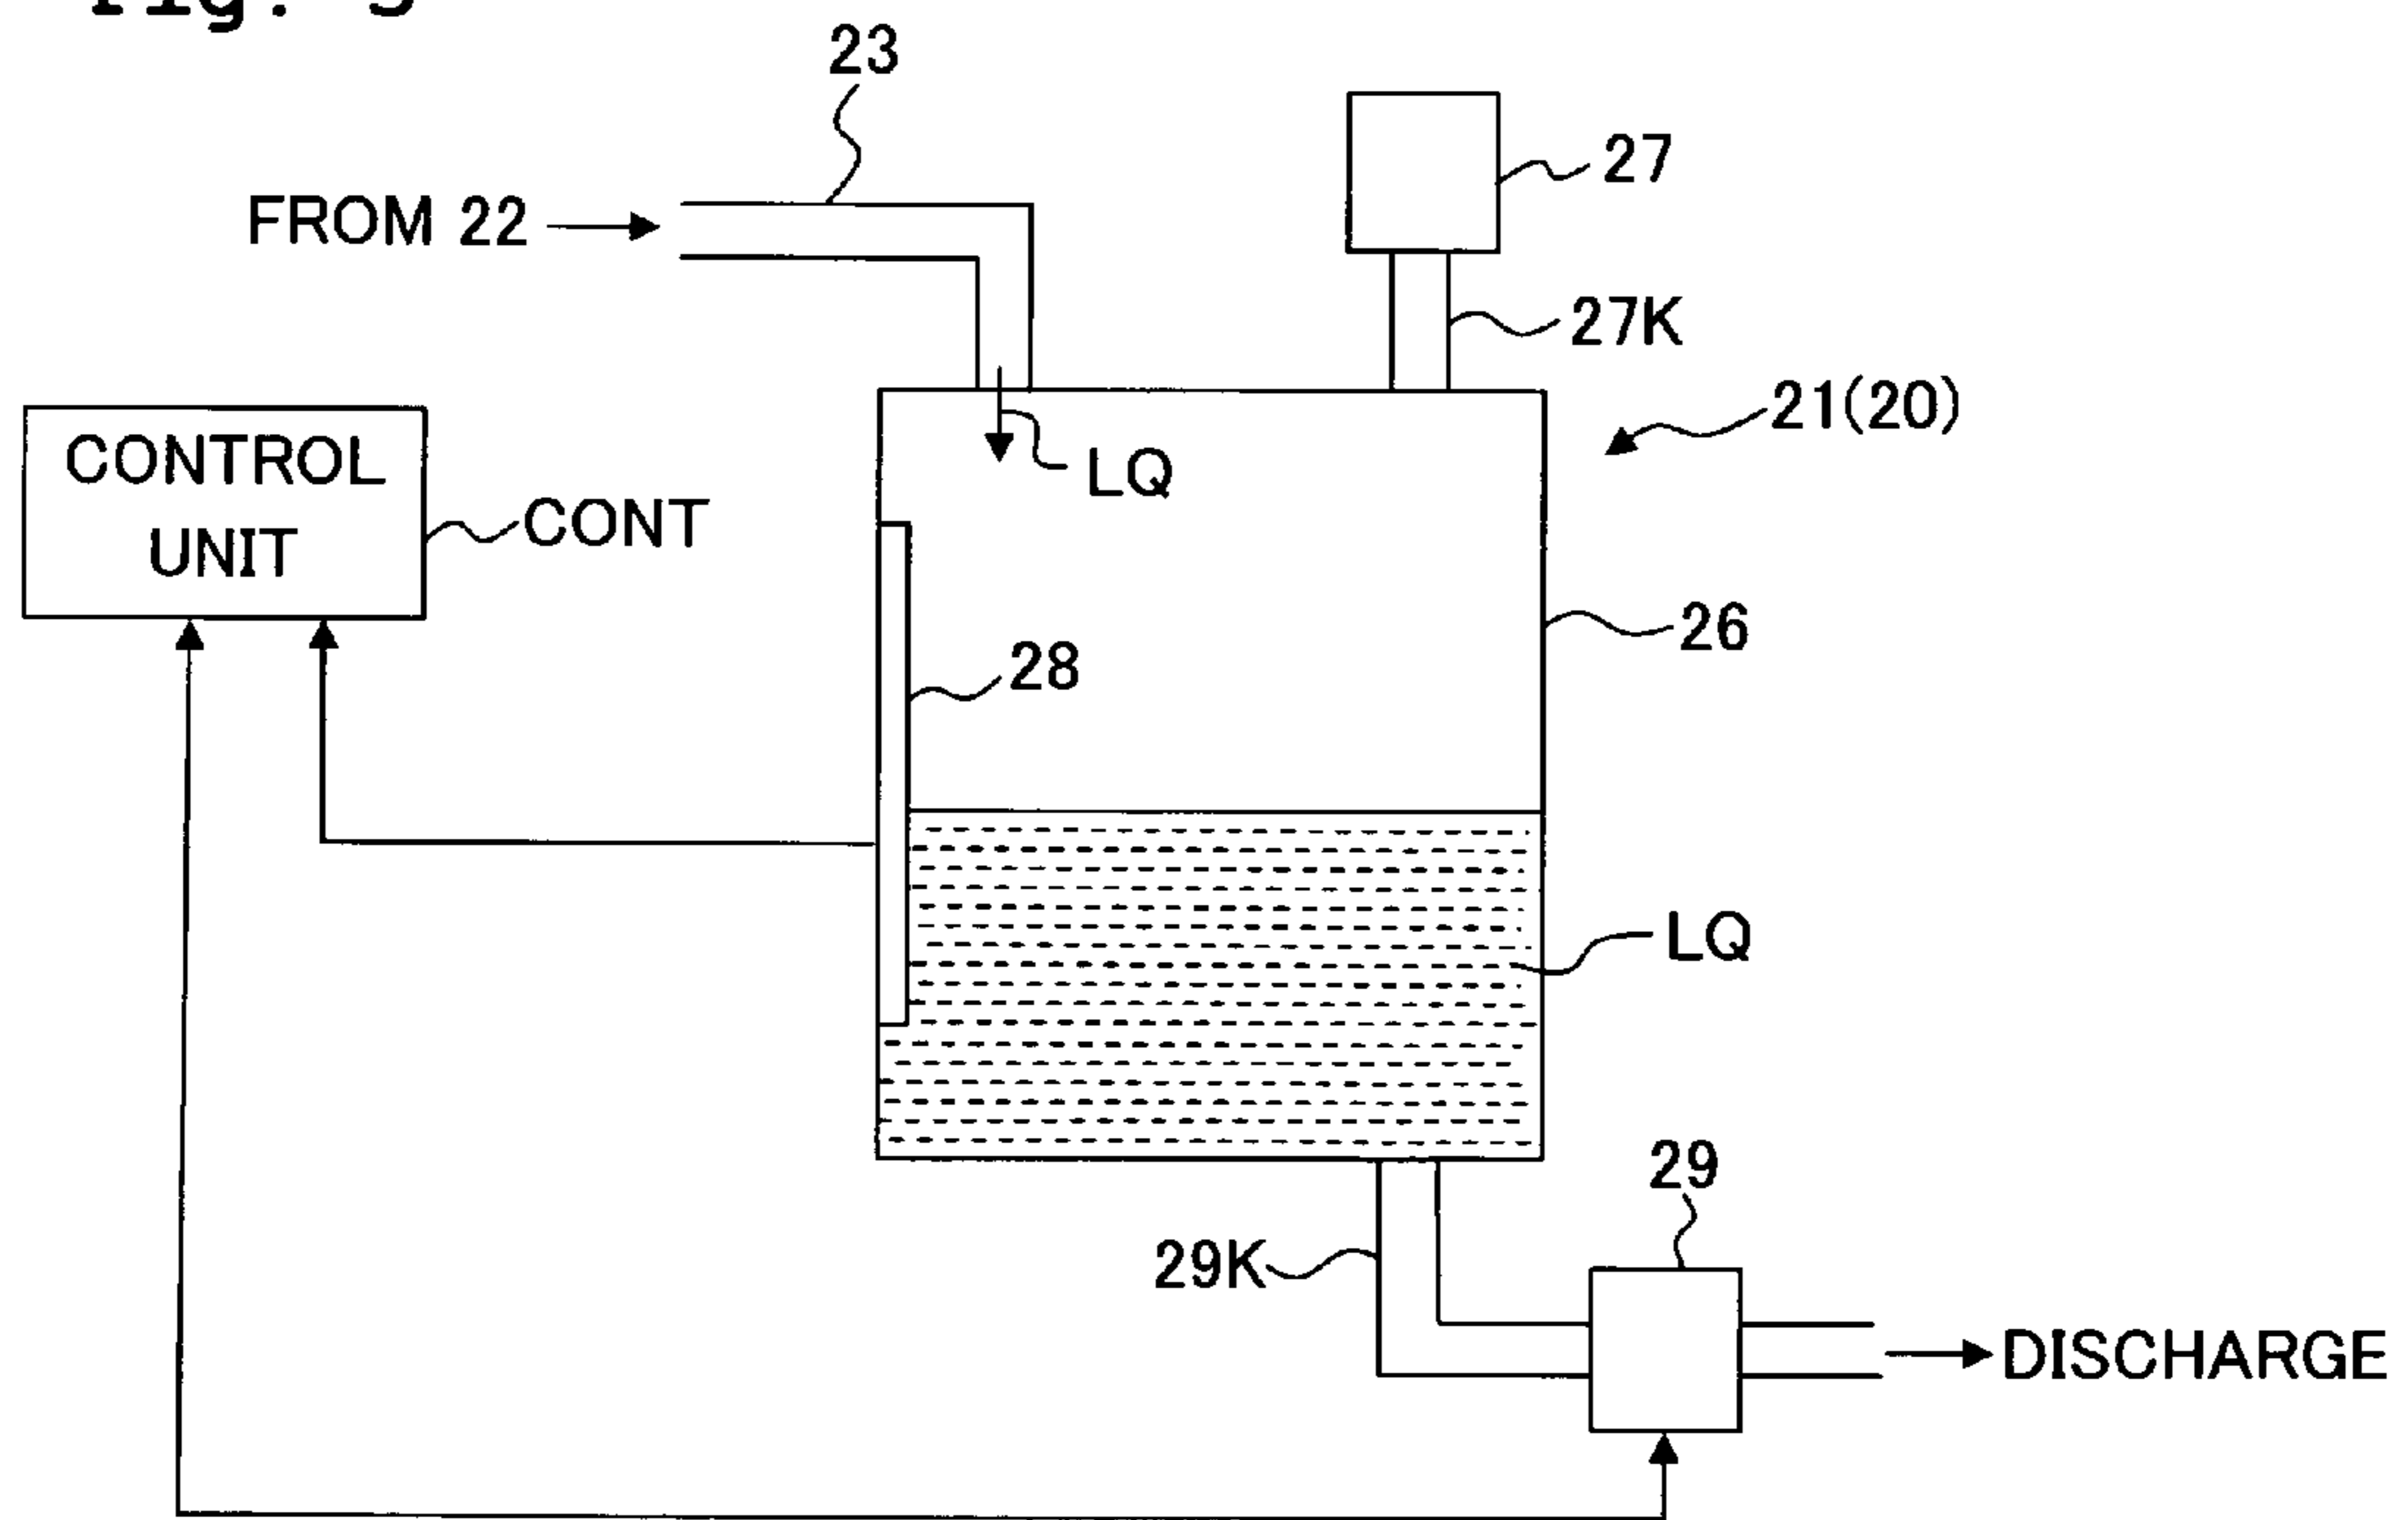 23
27
FROM 22
27K
21(20)
CONTROL
UNIT
CONT
LQ
26
28
LQ
29
29K
DISCHARGE